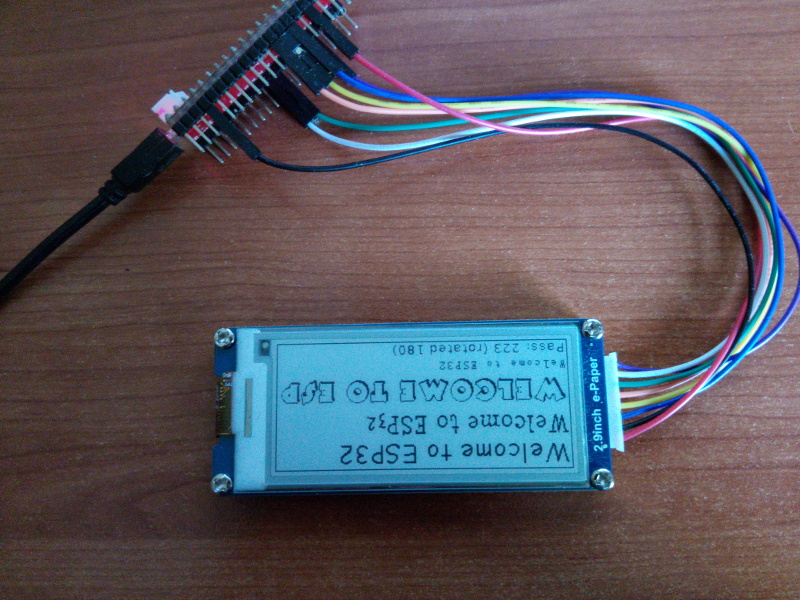 Welcome to ESP32
Welcome to ESP32
WELCOME TO ESP
Welcome to ESP32
Pass: 223 (rotated 180)
2.9inch e-Paper